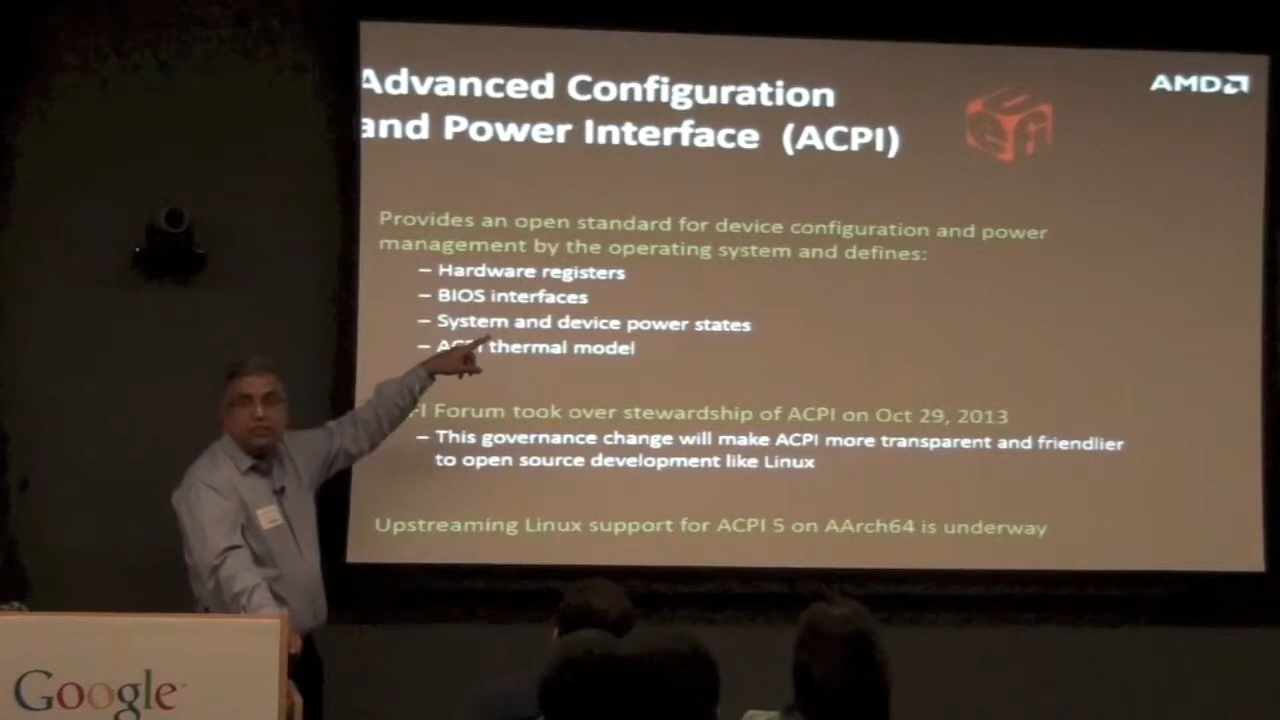 Advanced Configuration
and Power Interface (ACPI)
AMD
Provides an open standard for device configuration and power
management by the operating system and defines:
– Hardware registers
– BIOS interfaces
– System and device power states
– ACPI thermal model
FI Forum took over stewardship of ACPI on Oct 29, 2013
– This governance change will make ACPI more transparent and friendlier
to open source development like Linux
Upstreaming Linux support for ACPI 5 on AArch64 is underway
Google